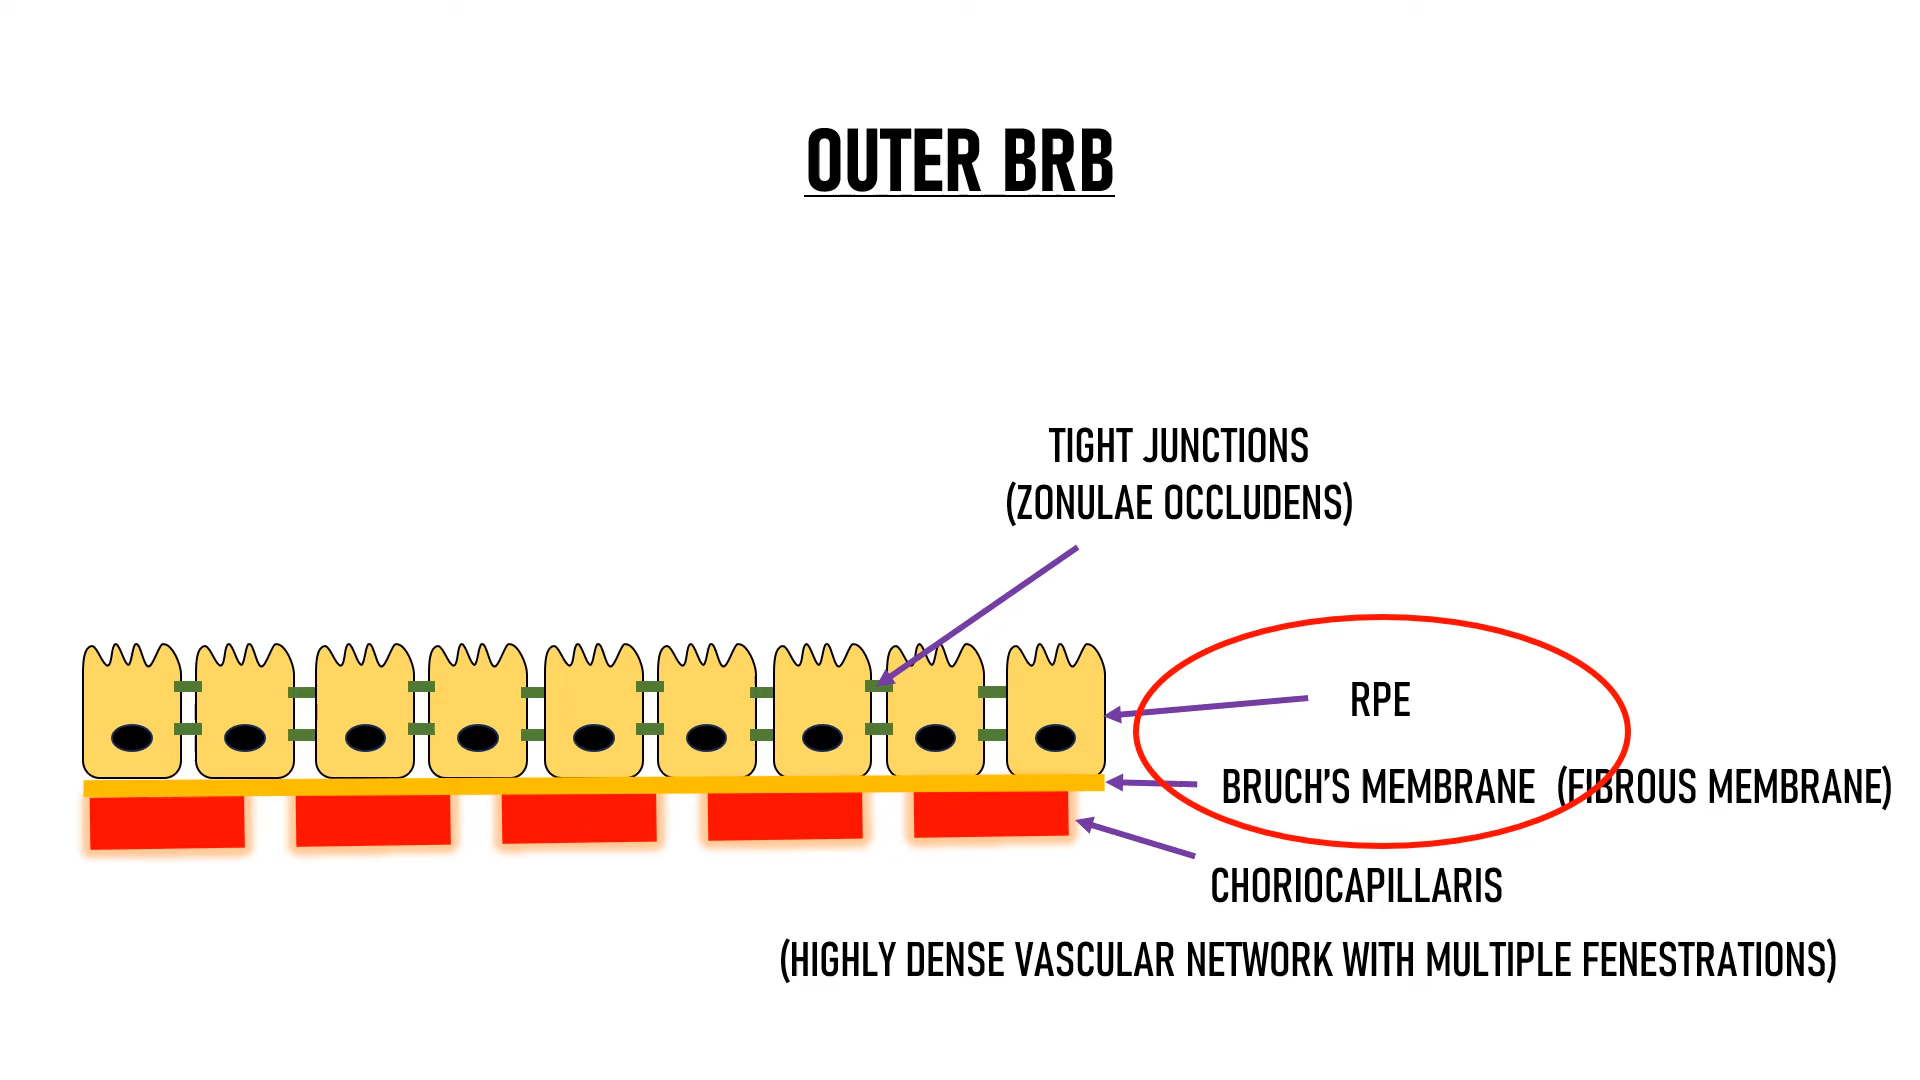 OUTER BRB
TIGHT JUNCTIONS
(ZONULAE OCCLUDENS)
RPE
BRUCH'S MEMBRANE (FIBROUS MEMBRANE)
CHORIOCAPILLARIS
(HIGHLY DENSE VASCULAR NETWORK WITH MULTIPLE FENESTRATIONS)